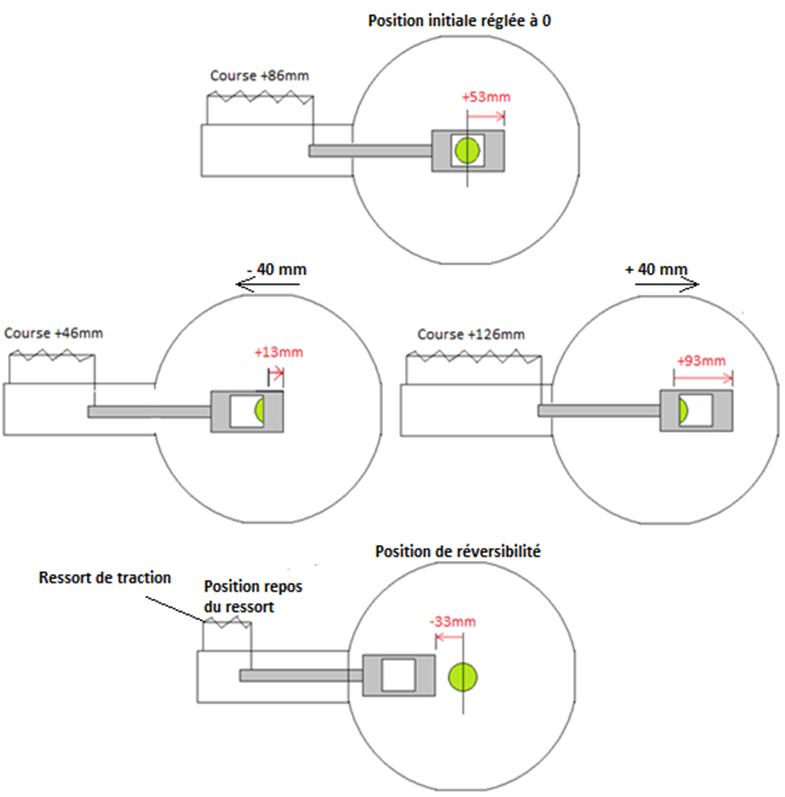 Position initiale réglée à 0
Course +86mm
+53mm
- 40 mm
+ 40 mm
Course +46mm
+13mm
Course +126mm
+93mm
Position de réversibilité
Ressort de traction
Position repos
du ressort
-33mm